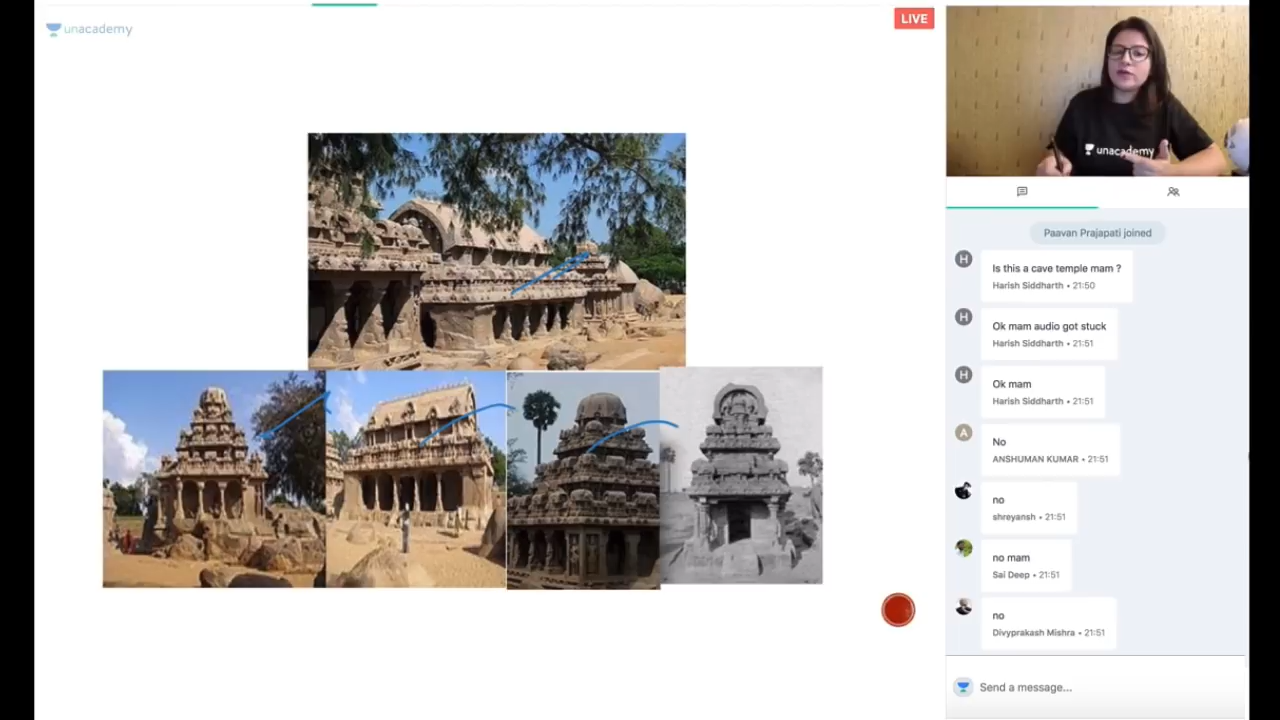 unacademy
LIVE
unacademy
Paavan Prajapati joined
H
Is this a cave temple mam ?
Harish Siddharth • 21:50
H
Ok mam audio got stuck
Harish Siddharth • 21:51
H
Ok mam
Harish Siddharth • 21:51
A
No
ANSHUMAN KUMAR • 21:51
no
shreyansh • 21:51
no mam
Sai Deep • 21:51
no
Divyprakash Mishra • 21:51
Send a message...